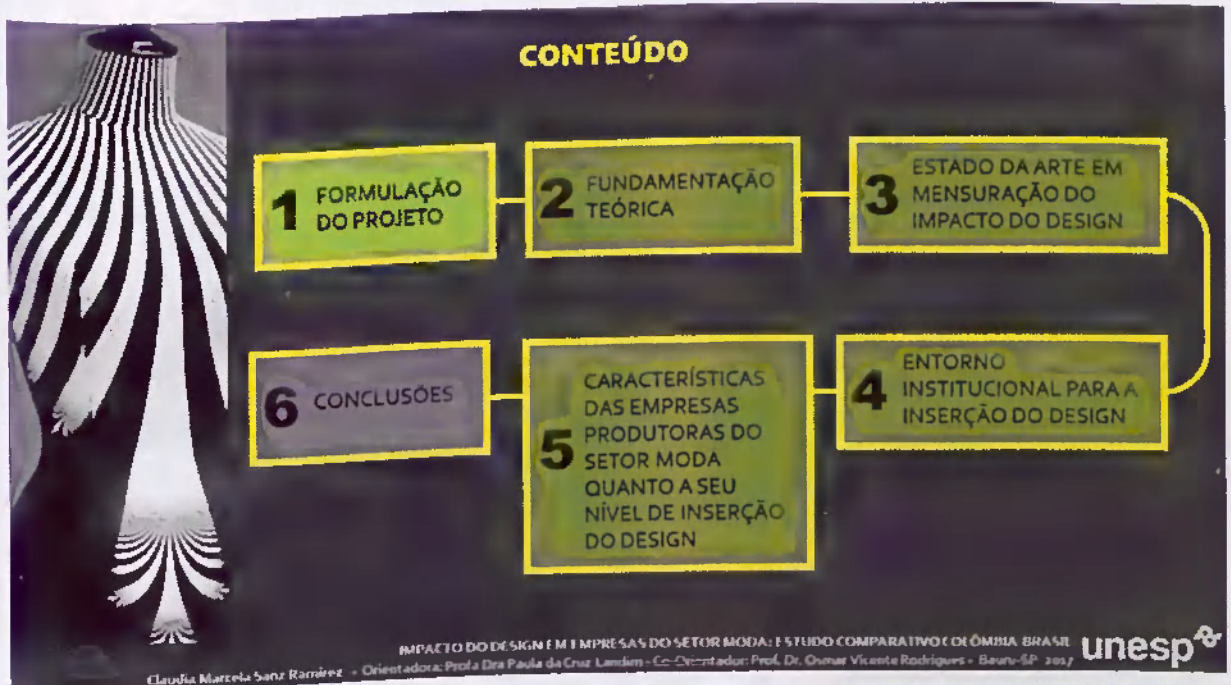 CONTEÚDO
1 FORMULAÇÃO
DO PROJETO
2 FUNDAMENTAÇÃO
TEÓRICA
3 ESTADO DA ARTE EM
MENSURAÇÃO DO
IMPACTO DO DESIGN
4 ENTORNO
INSTITUCIONAL PARA A
INSERÇÃO DO DESIGN
5 CARACTERÍSTICAS
DAS EMPRESAS
PRODUTORAS DO
SETOR MODA
QUANTO A SEU
NÍVEL DE INSERÇÃO
DO DESIGN
6 CONCLUSÕES
IMPACTO DO DESIGN EM EMPRESAS DO SETOR MODA: ESTUDO COMPARATIVO COLÔMBIA BRASIL
Claudia Marcela Sanz Ramírez - Orientadora: Profa Dra Paula da Cruz Landim - Co-Orientador: Prof. Dr. Osmar Vicente Rodrigues - Bauru-SP 2017
unesp